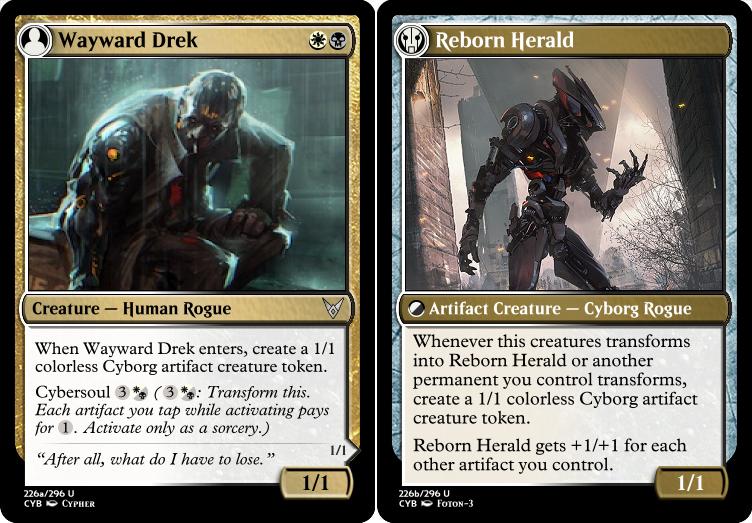 Wayward Drek
Creature — Human Rogue
When Wayward Drek enters, create a 1/1
colorless Cyborg artifact creature token.
Cybersoul 3 ( 3 : Transform this.
Each artifact you tap while activating pays
for 1. Activate only as a sorcery.)
“After all, what do I have to lose.”
1/1
1/1
226a/296 U
CYB Cypher
Reborn Herald
Artifact Creature — Cyborg Rogue
Whenever this creatures transforms
into Reborn Herald or another
permanent you control transforms,
create a 1/1 colorless Cyborg artifact
creature token.
Reborn Herald gets +1/+1 for each
other artifact you control.
1/1
226b/296 U
CYB Foton-3